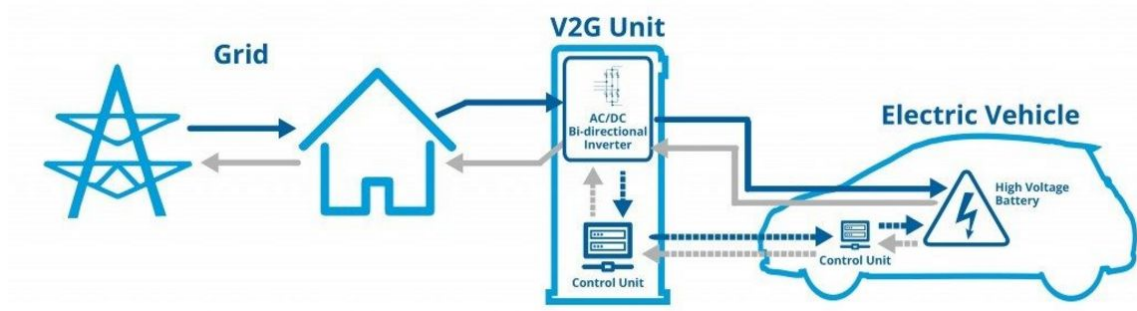 V2G Unit
Grid
AC/DC
Bi-directional
Inverter
Electric Vehicle
High Voltage
Battery
Control Unit
Control Unit